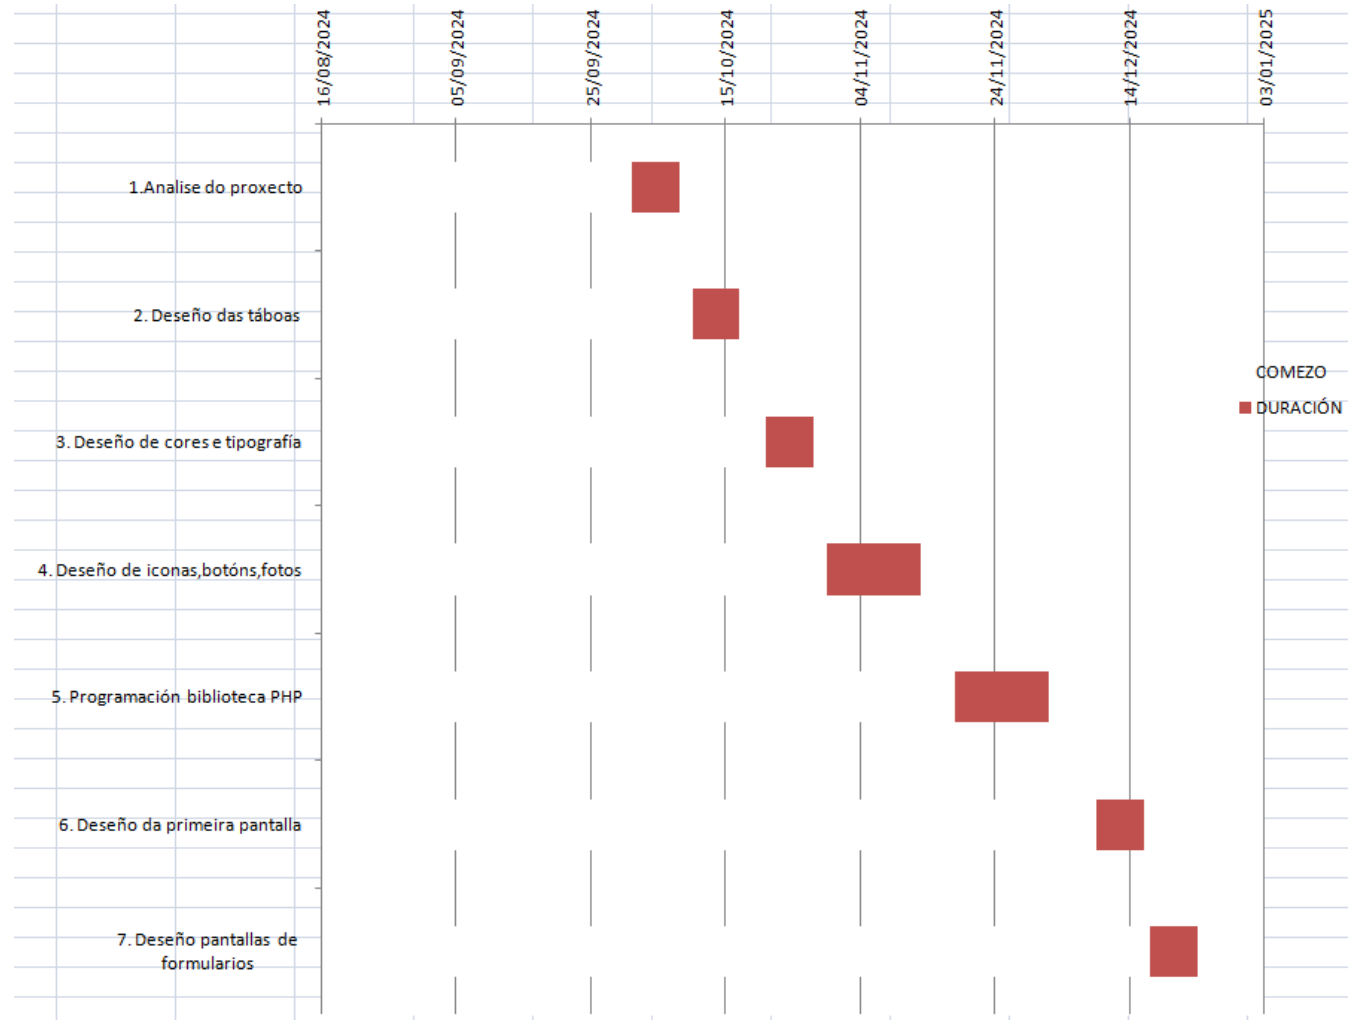 16/08/2024
05/09/2024
25/09/2024
15/10/2024
04/11/2024
24/11/2024
14/12/2024
03/01/2025
1.Analise do proxecto
2. Deseño das táboas
3. Deseño de cores e tipografía
4. Deseño de iconas,botóns,fotos
5. Programación biblioteca PHP
6. Deseño da primeira pantalla
7. Deseño pantallas de
formularios
COMEZO
DURACIÓN